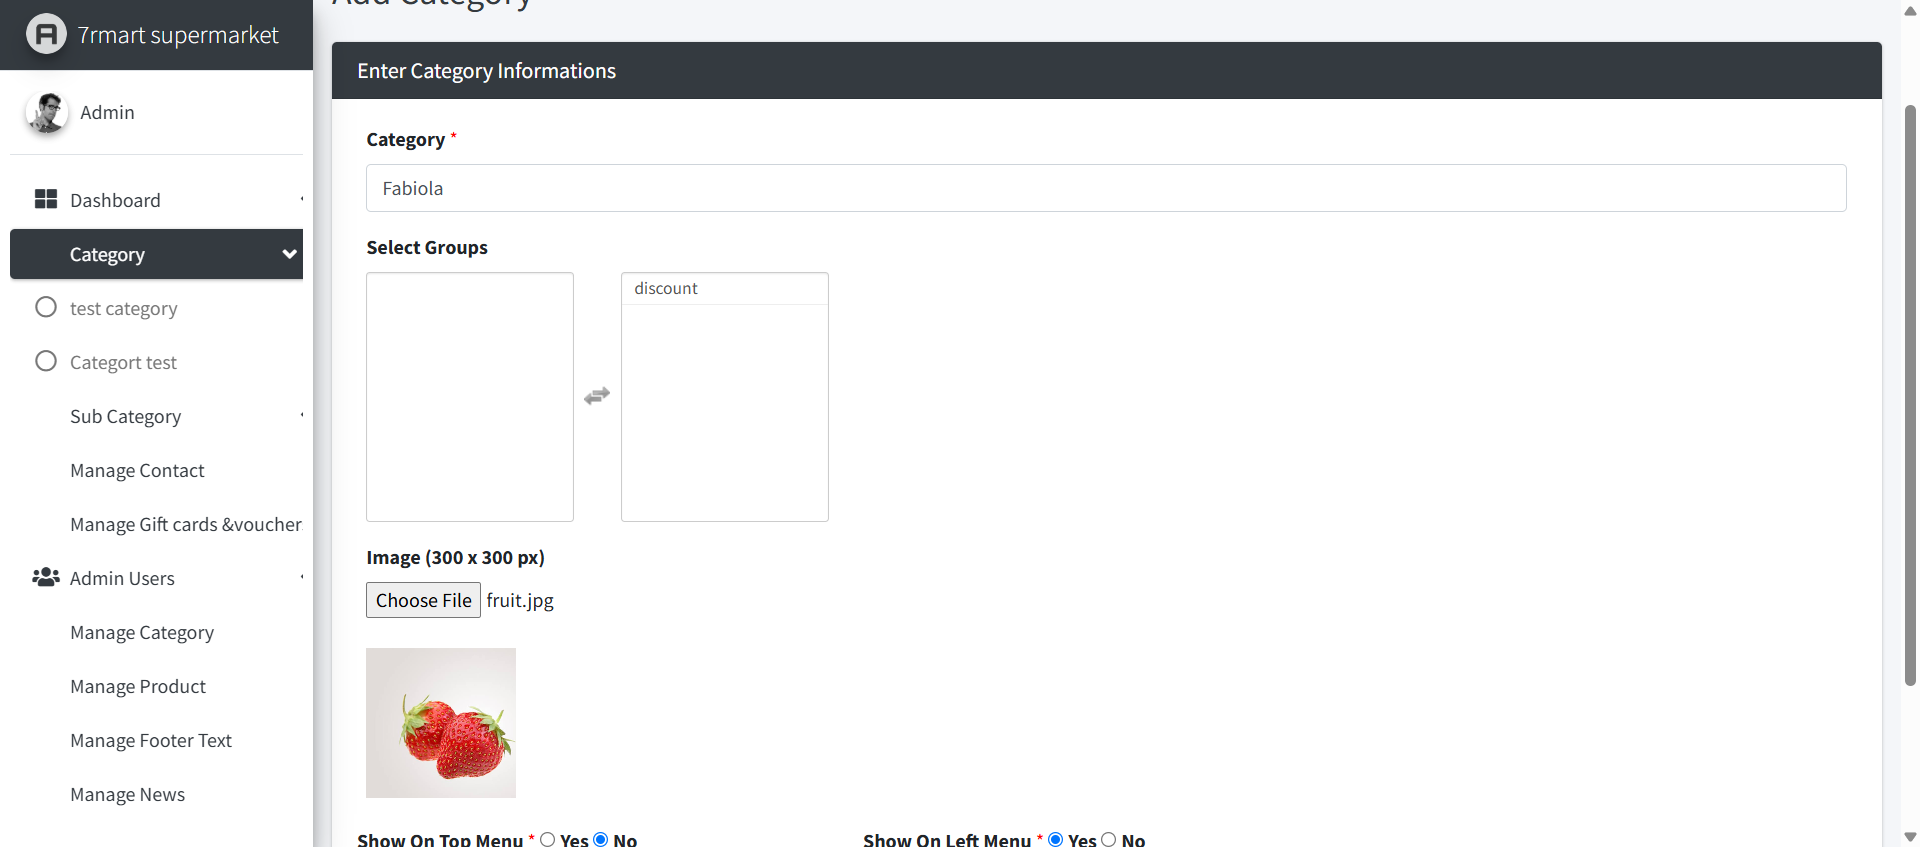 7rmart supermarket
Admin
Dashboard
Category
test category
Categort test
Sub Category
Manage Contact
Manage Gift cards &voucher
Admin Users
Manage Category
Manage Product
Manage Footer Text
Manage News
Add Category
Enter Category Informations
Category *
Fabiola
Select Groups
discount
Image (300 x 300 px)
Choose File fruit.jpg
Show On Top Menu * Yes No
Show On Left Menu * Yes No